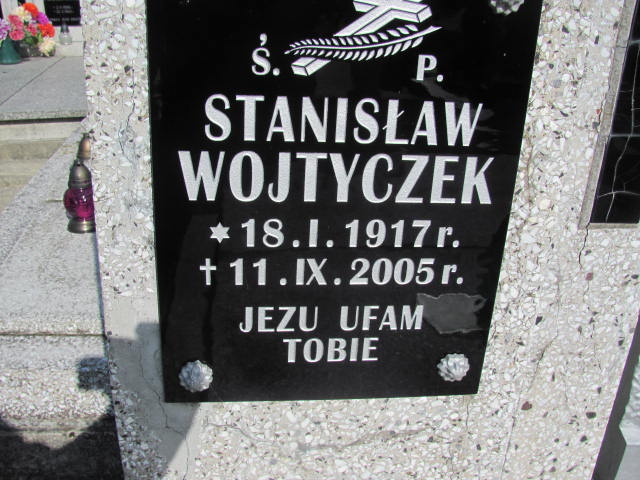 Ś. P.
STANISŁAW
WOJTYCZEK
* 18. I. 1917 r.
† 11. IX. 2005 r.
JEZU UFAM
TOBIE